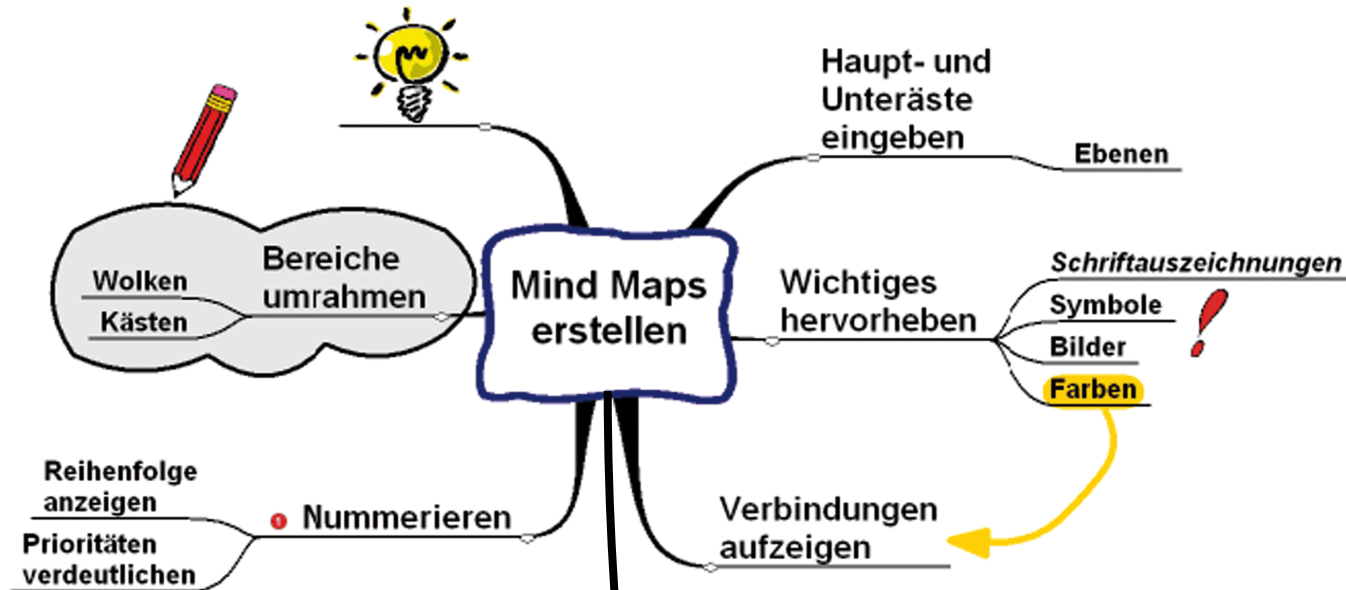 Haupt- und
Unteräste
eingeben
Ebenen
Mind Maps
erstellen
Wichtiges
hervorheben
Schriftauszeichnungen
Symbole
Bilder
Farben
Verbindungen
aufzeigen
Bereiche
umrahmen
Wolken
Kästen
Nummerieren
Reihenfolge
anzeigen
Prioritäten
verdeutlichen